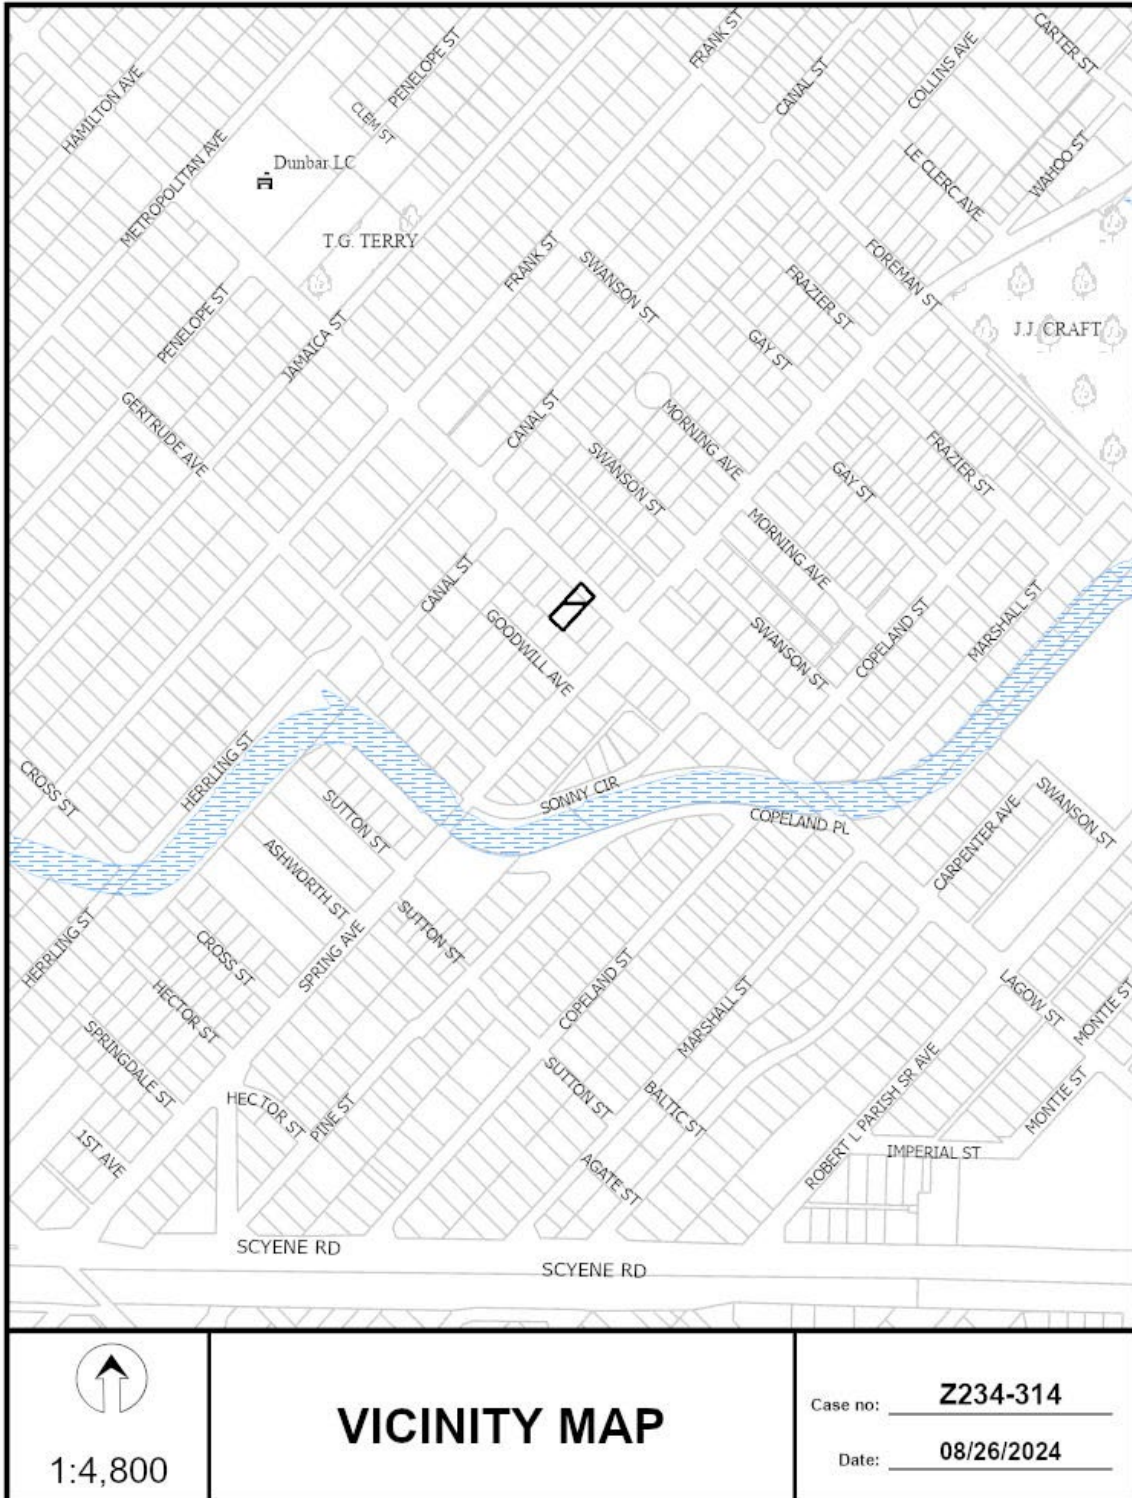 FRANK ST
CARTER ST
PENELOPE ST
COLLINS AVE
HAMILTON AVE
CANAL ST
CLEM ST
METROPOLITAN AVE
Dunbar LC
LE CLERC AVE
WAHOO ST
T.G. TERRY
FRANK ST
SWANSON ST
FOREMAN ST
FRAZIER ST
PENELOPE ST
JAMAICA ST
GAY ST
J.J. CRAFT
GERTRUDE AVE
CANAL ST
MORNING AVE
SWANSON ST
FRAZIER ST
GAY ST
MORNING AVE
CANAL ST
GOODWILL AVE
SWANSON ST
COPELAND ST
MARSHALL ST
CROSS ST
HERRLING ST
SUTTON ST
SONNY CIR
COPELAND PL
SWANSON ST
CARPENTER AVE
ASHWORTH ST
HERRLING ST
CROSS ST
SPRING AVE
SUTTON ST
HECTOR ST
COPELAND ST
MARSHALL ST
LAGOW ST
MONTIE ST
SPRINGDALE ST
HECTOR ST
PINE ST
SUTTON ST
BALTIC ST
ROBERT L PARISH SR AVE
MONTIE ST
1ST AVE
AGATE ST
IMPERIAL ST
SCYENE RD
SCYENE RD
1:4,800
VICINITY MAP
Case no: Z234-314
Date: 08/26/2024